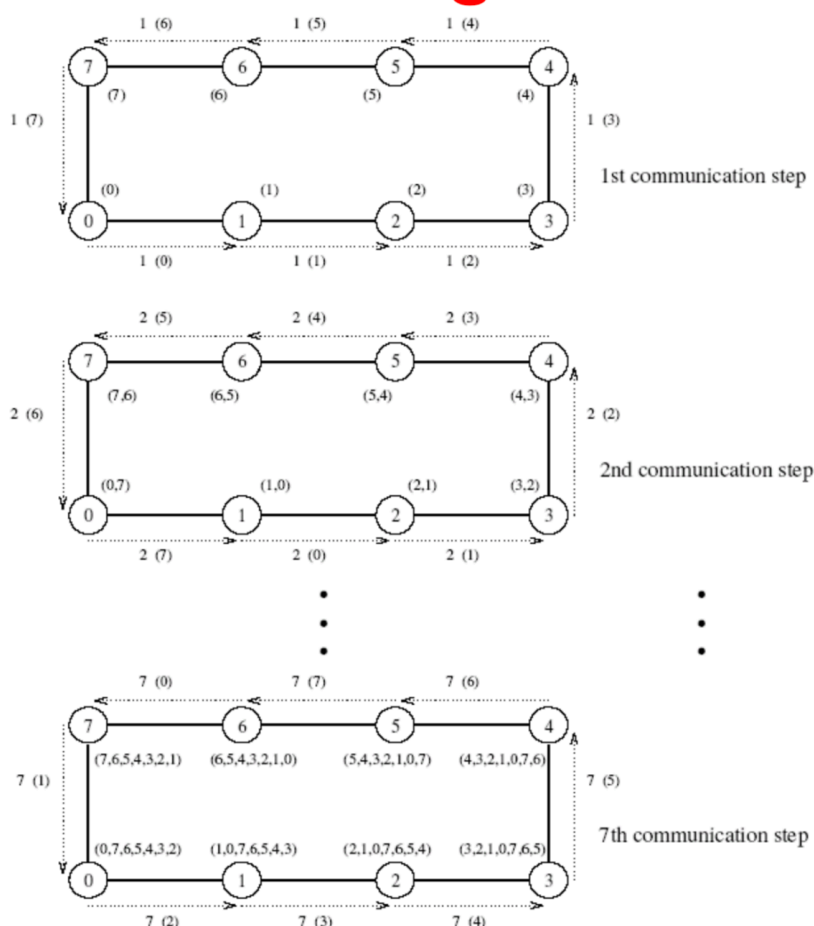 1 (6) 1 (5) 1 (4)
7 6 5 4
(7) (6) (5) (4)
1 (7) 1 (3)
1st communication step
(0) (1) (2) (3)
0 1 2 3
1 (0) 1 (1) 1 (2)
2 (5) 2 (4) 2 (3)
7 6 5 4
(7,6) (6,5) (5,4) (4,3)
2 (6) 2 (2)
2nd communication step
(0,7) (1,0) (2,1) (3,2)
0 1 2 3
2 (7) 2 (0) 2 (1)
7 (0) 7 (7) 7 (6)
7 6 5 4
(7,6,5,4,3,2,1) (6,5,4,3,2,1,0) (5,4,3,2,1,0,7) (4,3,2,1,0,7,6)
7 (1) 7 (5)
7th communication step
(0,7,6,5,4,3,2) (1,0,7,6,5,4,3) (2,1,0,7,6,5,4) (3,2,1,0,7,6,5)
0 1 2 3
7 (2) 7 (3) 7 (4)